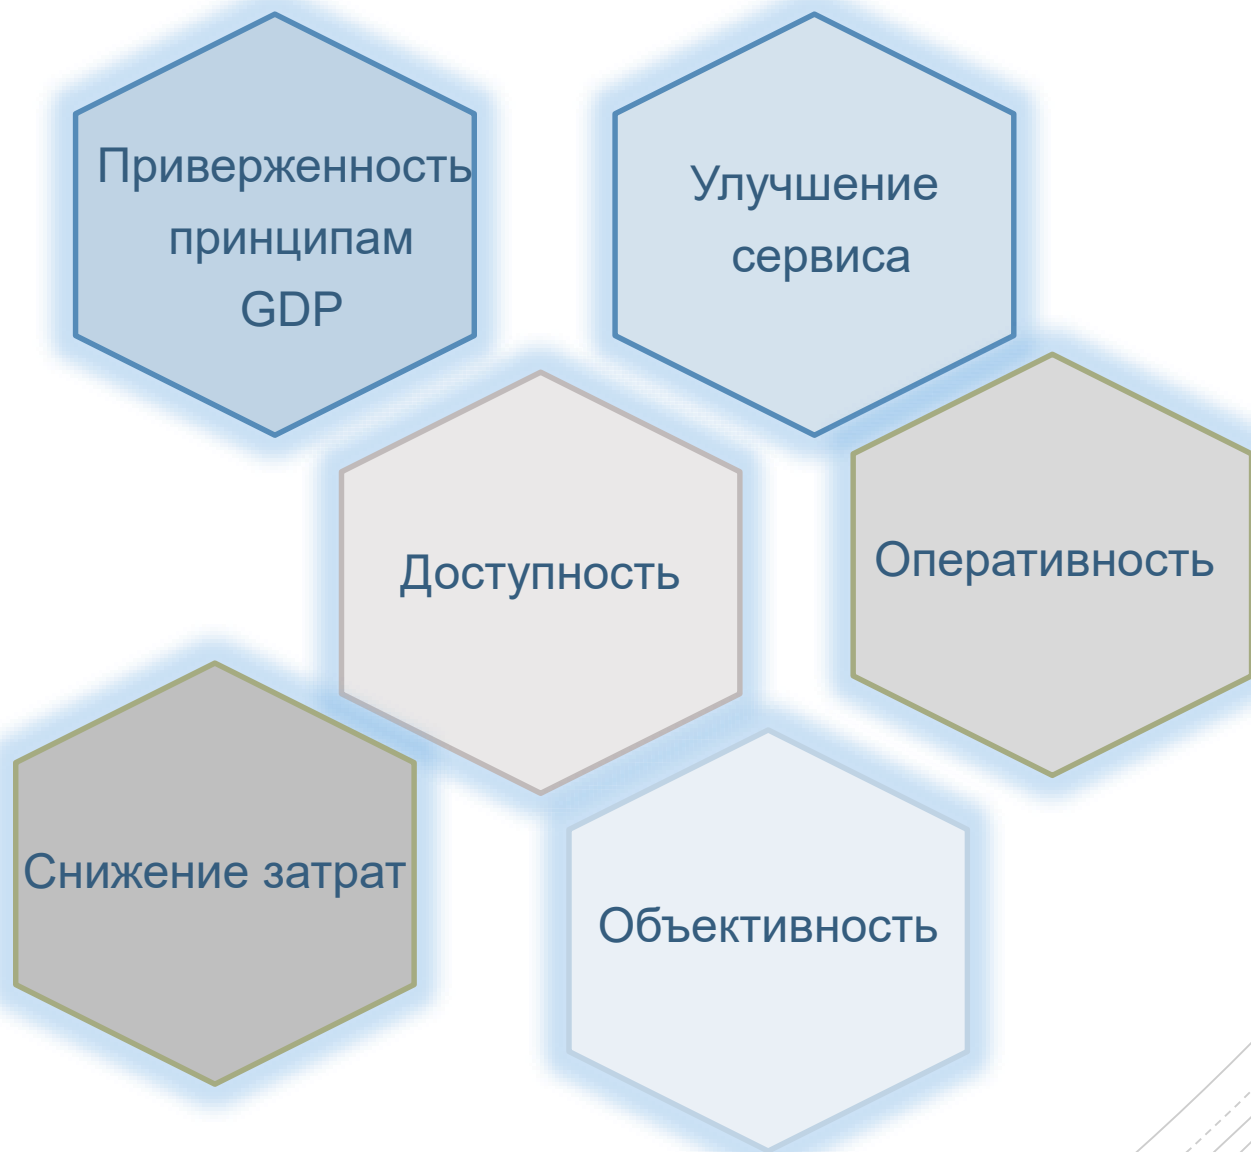 Приверженность
принципам
GDP
Улучшение
сервиса
Доступность
Оперативность
Снижение затрат
Объективность